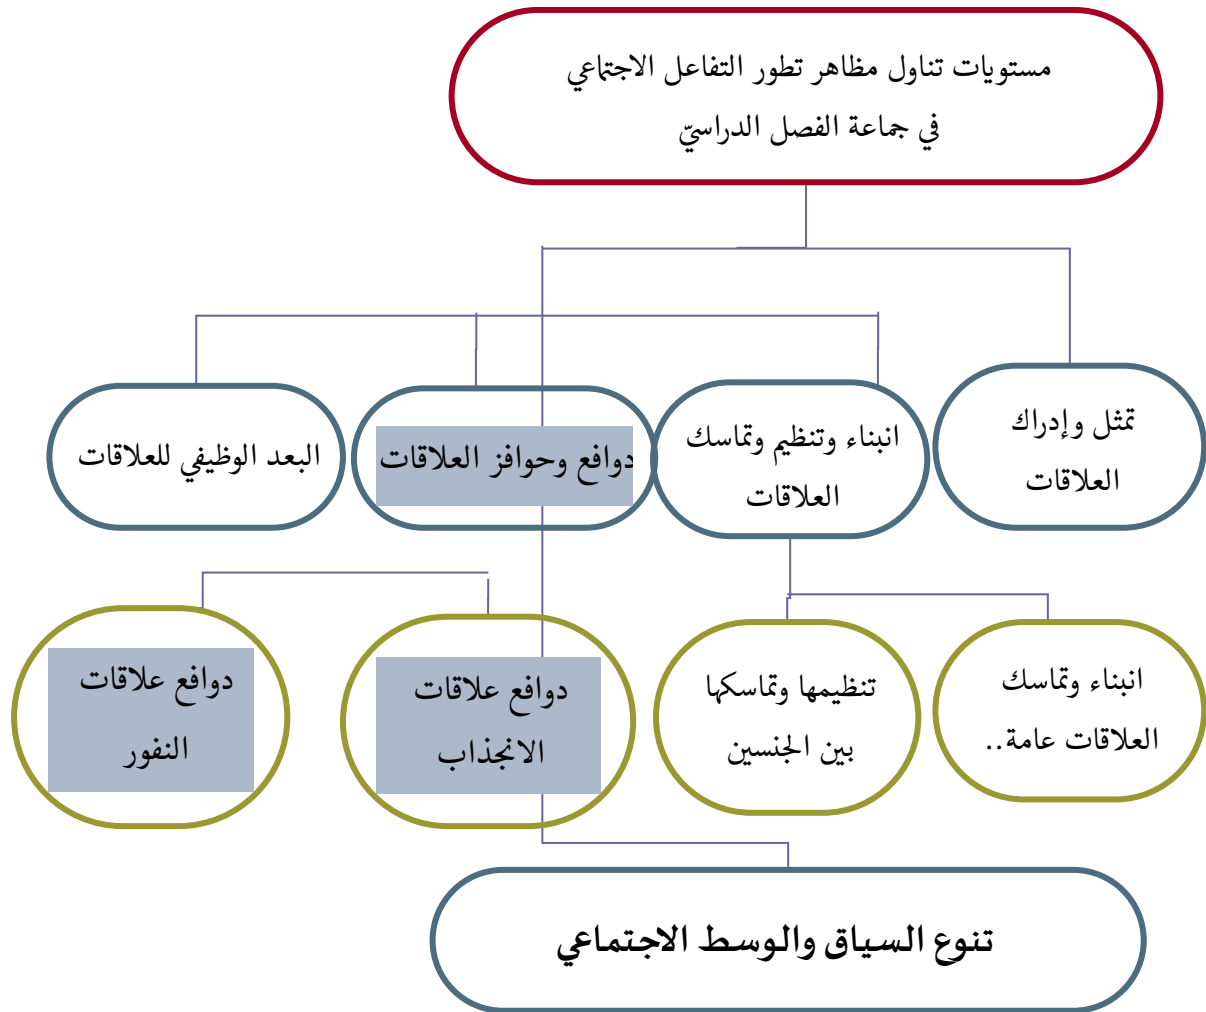 مستويات تناول مظاهر تطور التفاعل الاجتماعي
في جماعة الفصل الدراسيّ
تمثل وإدراك
العلاقات
انبناء وتنظيم وتماسك
العلاقات
دوافع وحوافز العلاقات
البعد الوظيفي للعلاقات
انبناء وتماسك
العلاقات عامة..
تنظيمها وتماسكها
بين الجنسين
دوافع علاقات
الانجذاب
دوافع علاقات
النفور
تنوع السياق والوسط الاجتماعي